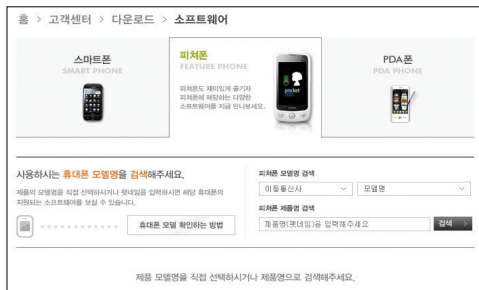 홈 > 고객센터 > 다운로드 > 소프트웨어
스마트폰
SMART PHONE
피처폰
FEATURE PHONE
피처폰도 재미있게 즐기자
피처폰에 해당하는 다양한
소프트웨어를 지금 만나보세요.
pocket
PDA폰
PDA PHONE
사용하시는 휴대폰 모델명을 검색해주세요.
제품의 모델명을 직접 선택하시거나 펫네임을 입력하시면 해당 휴대폰의
지원되는 소프트웨어를 보실 수 있습니다.
휴대폰 모델 확인하는 방법
피처폰 모델명 검색
이동통신사
모델명
피처폰 제품명 검색
제품명(펫네임)을 입력해주세요
검색 >
제품 모델명을 직접 선택하시거나 제품명으로 검색해주세요.